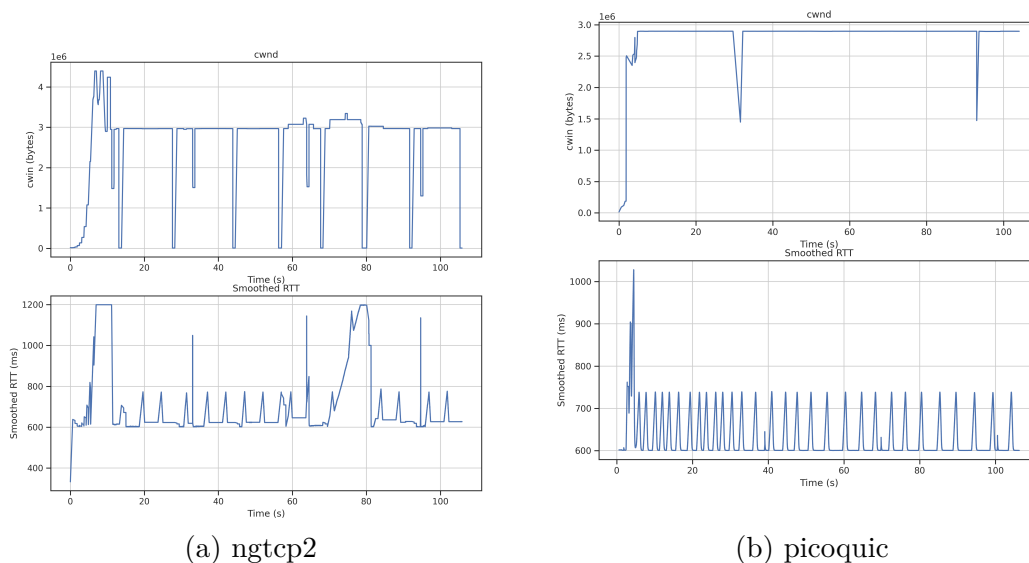 cwnd
1e6
4
3
2
1
0
cwin (bytes)
0 20 40 60 80 100
Time (s)
Smoothed RTT
1200
1000
800
600
400
Smoothed RTT (ms)
0 20 40 60 80 100
Time (s)
(a) ngtcp2
cwnd
1e6
3.0
2.5
2.0
1.5
1.0
0.5
0.0
cwin (bytes)
0 20 40 60 80 100
Time (s)
Smoothed RTT
1000
900
800
700
600
Smoothed RTT (ms)
0 20 40 60 80 100
Time (s)
(b) picoquic